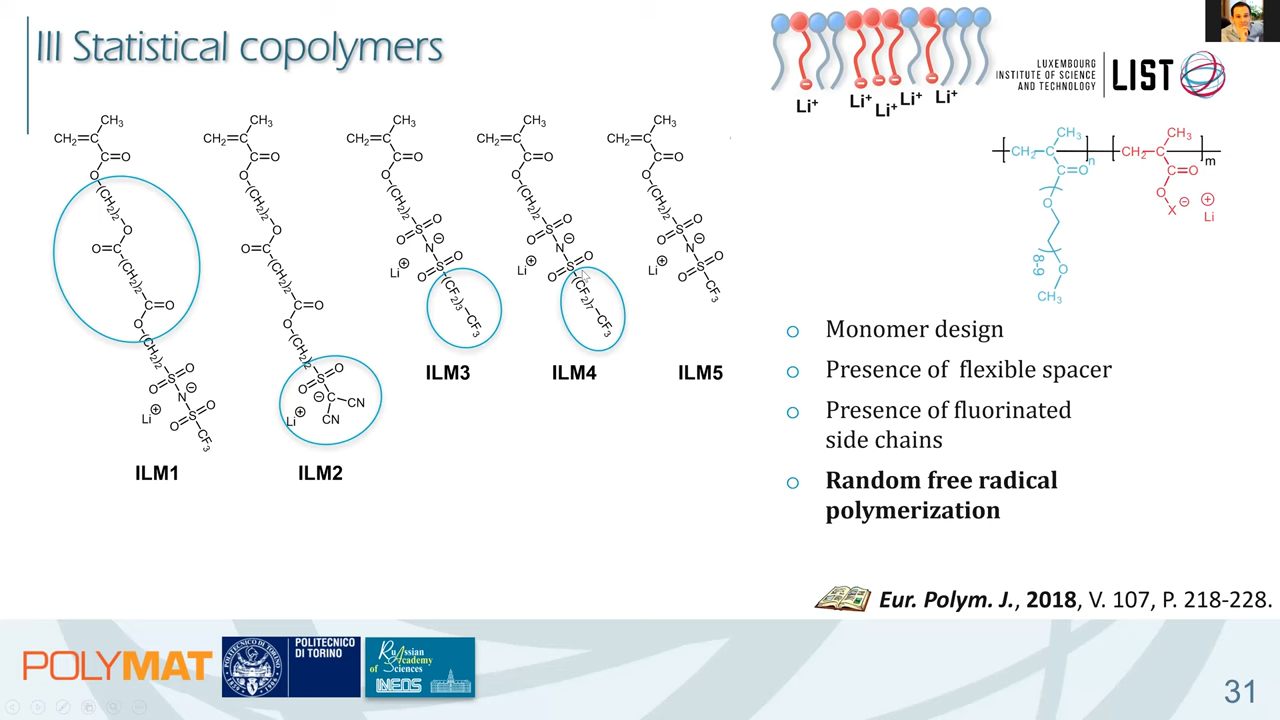 III Statistical copolymers
Li⁺ Li⁺ Li⁺ Li⁺ Li⁺
LUXEMBOURG
INSTITUTE OF SCIENCE
AND TECHNOLOGY
LIST
ILM1
ILM2
ILM3
ILM4
ILM5
Monomer design
Presence of flexible spacer
Presence of fluorinated
side chains
Random free radical
polymerization
Eur. Polym. J., 2018, V. 107, P. 218-228.
POLYMAT
POLITECNICO
DI TORINO
Russian
Academy
of Sciences
INEOS
31